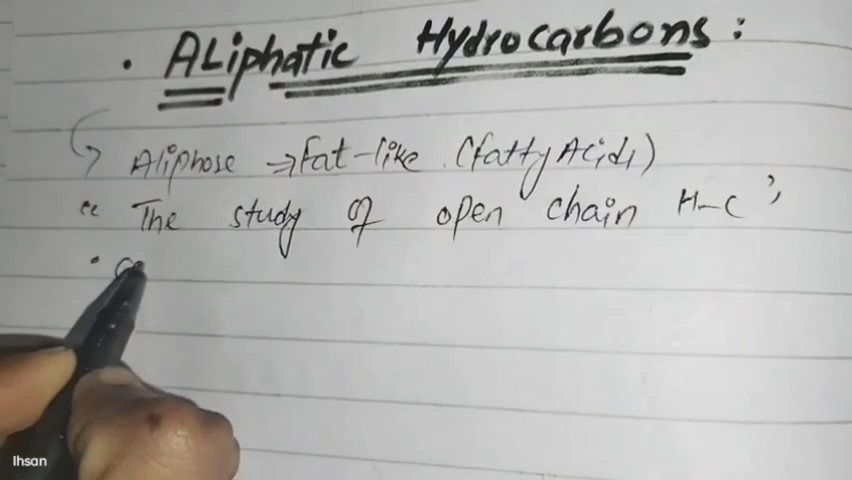 • ALiphatic Hydrocarbons:
Aliphose ⇒ Fat-like. (fatty Acids)
“ The study of open chain H-C ”
•
Ihsan